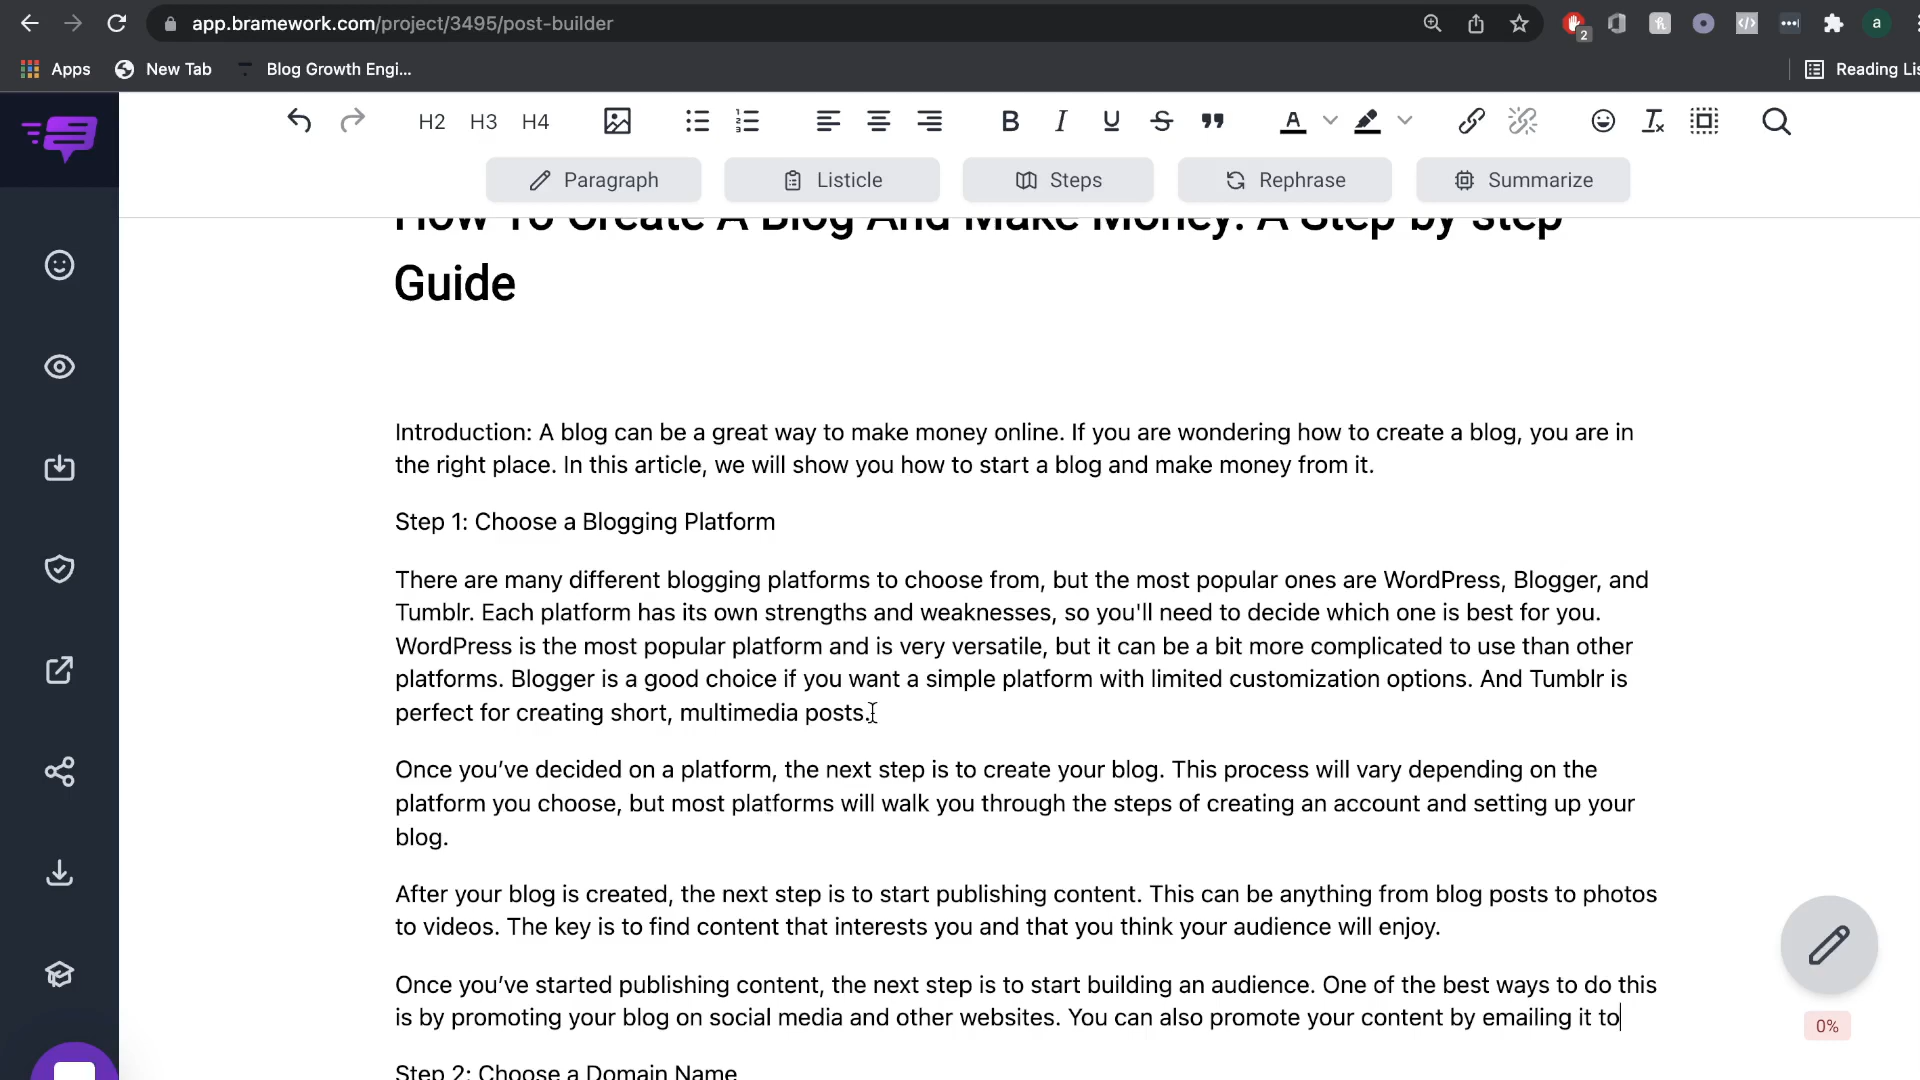 app.bramework.com/project/3495/post-builder
2
a
Apps
New Tab
Blog Growth Engi...
Reading Lis
H2 H3 H4
B I U S A
Paragraph
Listicle
Steps
Rephrase
Summarize
How To Create A Blog And Make Money: A Step by step
Guide
Introduction: A blog can be a great way to make money online. If you are wondering how to create a blog, you are in
the right place. In this article, we will show you how to start a blog and make money from it.
Step 1: Choose a Blogging Platform
There are many different blogging platforms to choose from, but the most popular ones are WordPress, Blogger, and
Tumblr. Each platform has its own strengths and weaknesses, so you'll need to decide which one is best for you.
WordPress is the most popular platform and is very versatile, but it can be a bit more complicated to use than other
platforms. Blogger is a good choice if you want a simple platform with limited customization options. And Tumblr is
perfect for creating short, multimedia posts.
Once you’ve decided on a platform, the next step is to create your blog. This process will vary depending on the
platform you choose, but most platforms will walk you through the steps of creating an account and setting up your
blog.
After your blog is created, the next step is to start publishing content. This can be anything from blog posts to photos
to videos. The key is to find content that interests you and that you think your audience will enjoy.
Once you’ve started publishing content, the next step is to start building an audience. One of the best ways to do this
is by promoting your blog on social media and other websites. You can also promote your content by emailing it to
0%
Step 2: Choose a Domain Name